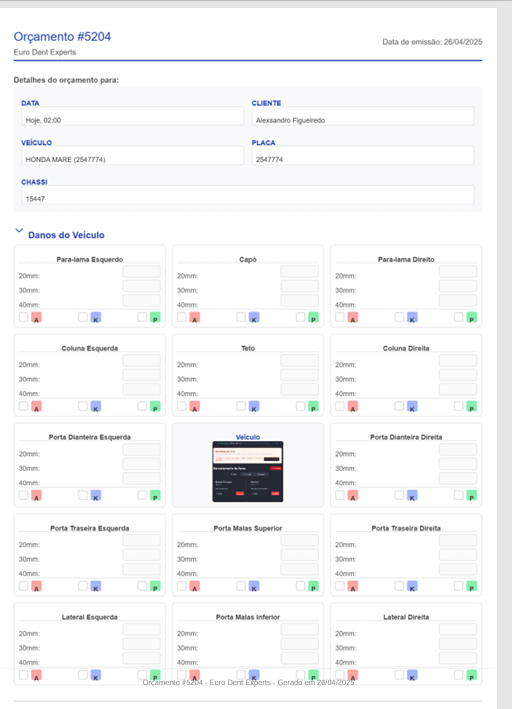 Orçamento #5204
Euro Dent Experts
Data de emissão: 26/04/2025
Detalhes do orçamento para:
DATA
CLIENTE
Hoje, 02:00
Alexsandro Figueiredo
VEÍCULO
PLACA
HONDA MARE (2547774)
2547774
CHASSI
15447
Danos do Veículo
Para-lama Esquerdo
20mm:
30mm:
40mm:
A K P
Capô
20mm:
30mm:
40mm:
A K P
Para-lama Direito
20mm:
30mm:
40mm:
A K P
Coluna Esquerda
20mm:
30mm:
40mm:
A K P
Teto
20mm:
30mm:
40mm:
A K P
Coluna Direita
20mm:
30mm:
40mm:
A K P
Porta Dianteira Esquerda
20mm:
30mm:
40mm:
A K P
Veículo
Porta Dianteira Direita
20mm:
30mm:
40mm:
A K P
Porta Traseira Esquerda
20mm:
30mm:
40mm:
A K P
Porta Malas Superior
20mm:
30mm:
40mm:
A K P
Porta Traseira Direita
20mm:
30mm:
40mm:
A K P
Lateral Esquerda
20mm:
30mm:
40mm:
A K P
Porta Malas Inferior
20mm:
30mm:
40mm:
A K P
Lateral Direita
20mm:
30mm:
40mm:
A K P
Orçamento #5204 - Euro Dent Experts - Gerado em 26/04/2025